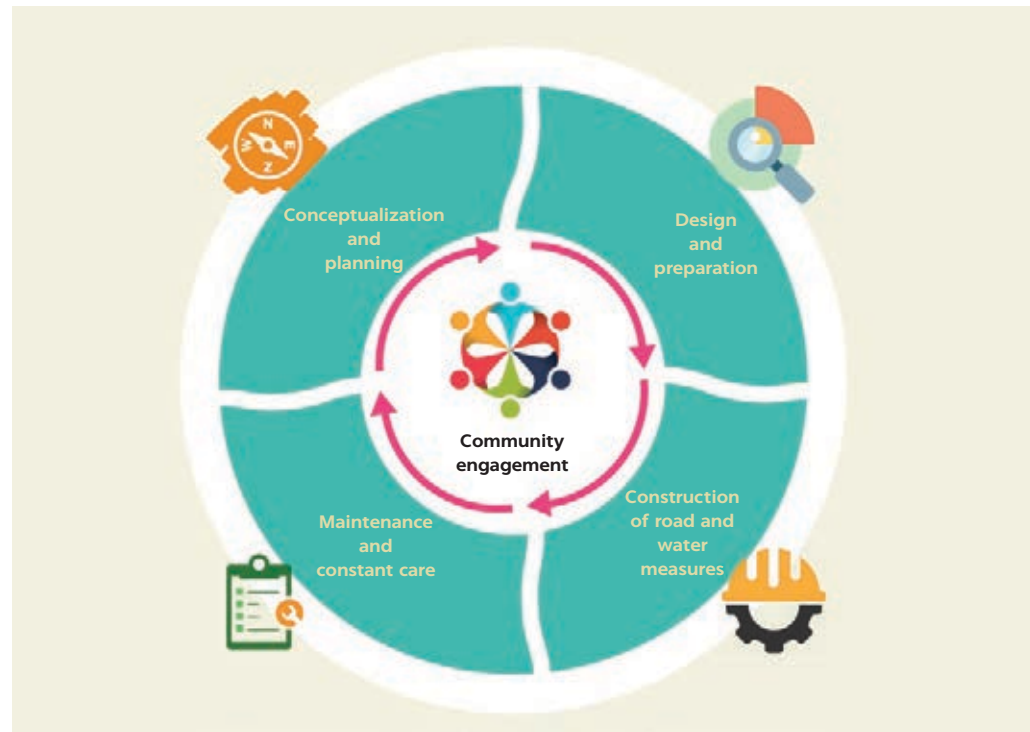 Conceptualization
and
planning
Design
and
preparation
Community
engagement
Maintenance
and
constant care
Construction
of road and
water
measures
N
W
E
Z